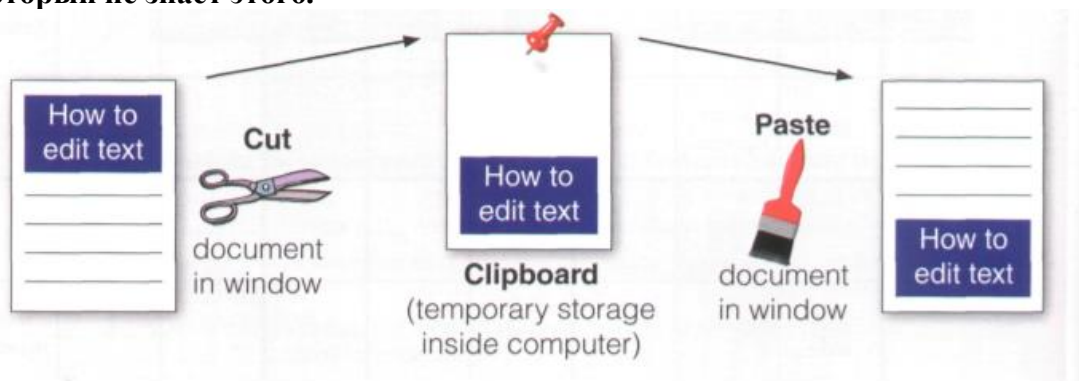 который не знает этого.
How to
edit text
Cut
document
in window
How to
edit text
Clipboard
(temporary storage
inside computer)
Paste
document
in window
How to
edit text